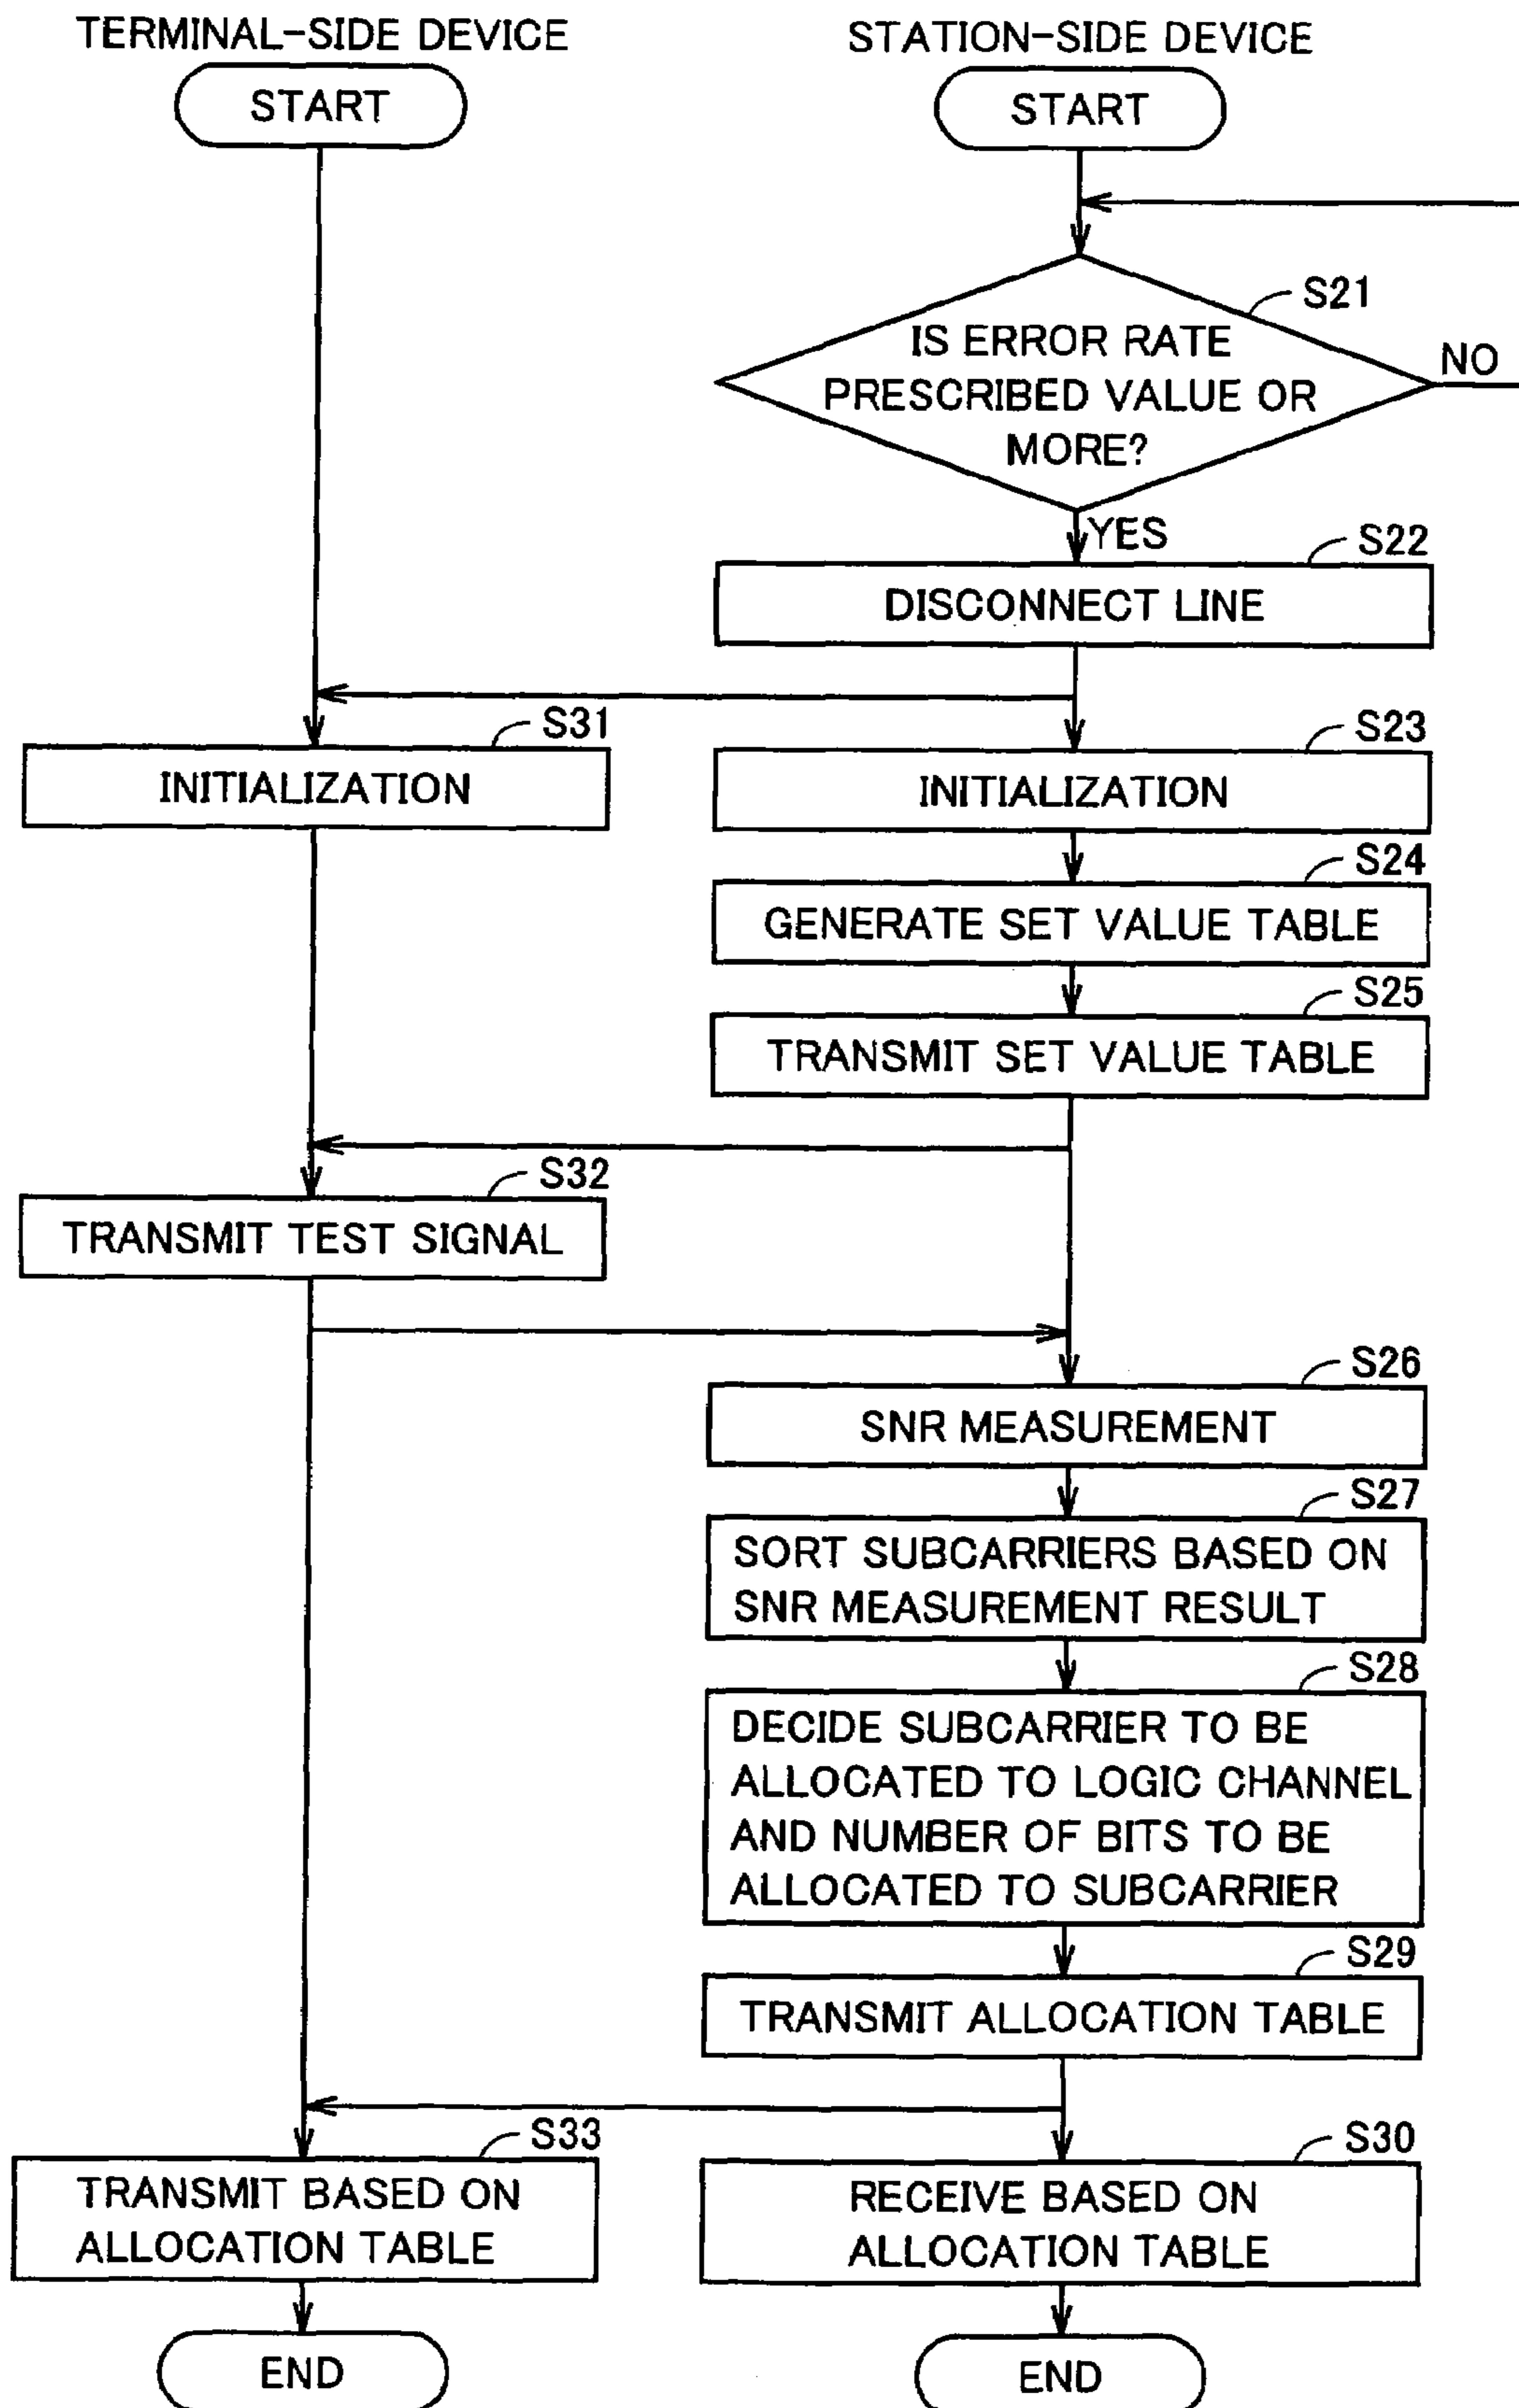 TERMINAL-SIDE DEVICE
STATION-SIDE DEVICE
START
START
S21
IS ERROR RATE
PRESCRIBED VALUE OR
MORE?
NO
YES
S22
DISCONNECT LINE
S31
INITIALIZATION
S23
INITIALIZATION
S24
GENERATE SET VALUE TABLE
S25
TRANSMIT SET VALUE TABLE
S32
TRANSMIT TEST SIGNAL
S26
SNR MEASUREMENT
S27
SORT SUBCARRIERS BASED ON
SNR MEASUREMENT RESULT
S28
DECIDE SUBCARRIER TO BE
ALLOCATED TO LOGIC CHANNEL
AND NUMBER OF BITS TO BE
ALLOCATED TO SUBCARRIER
S29
TRANSMIT ALLOCATION TABLE
S33
TRANSMIT BASED ON
ALLOCATION TABLE
S30
RECEIVE BASED ON
ALLOCATION TABLE
END
END